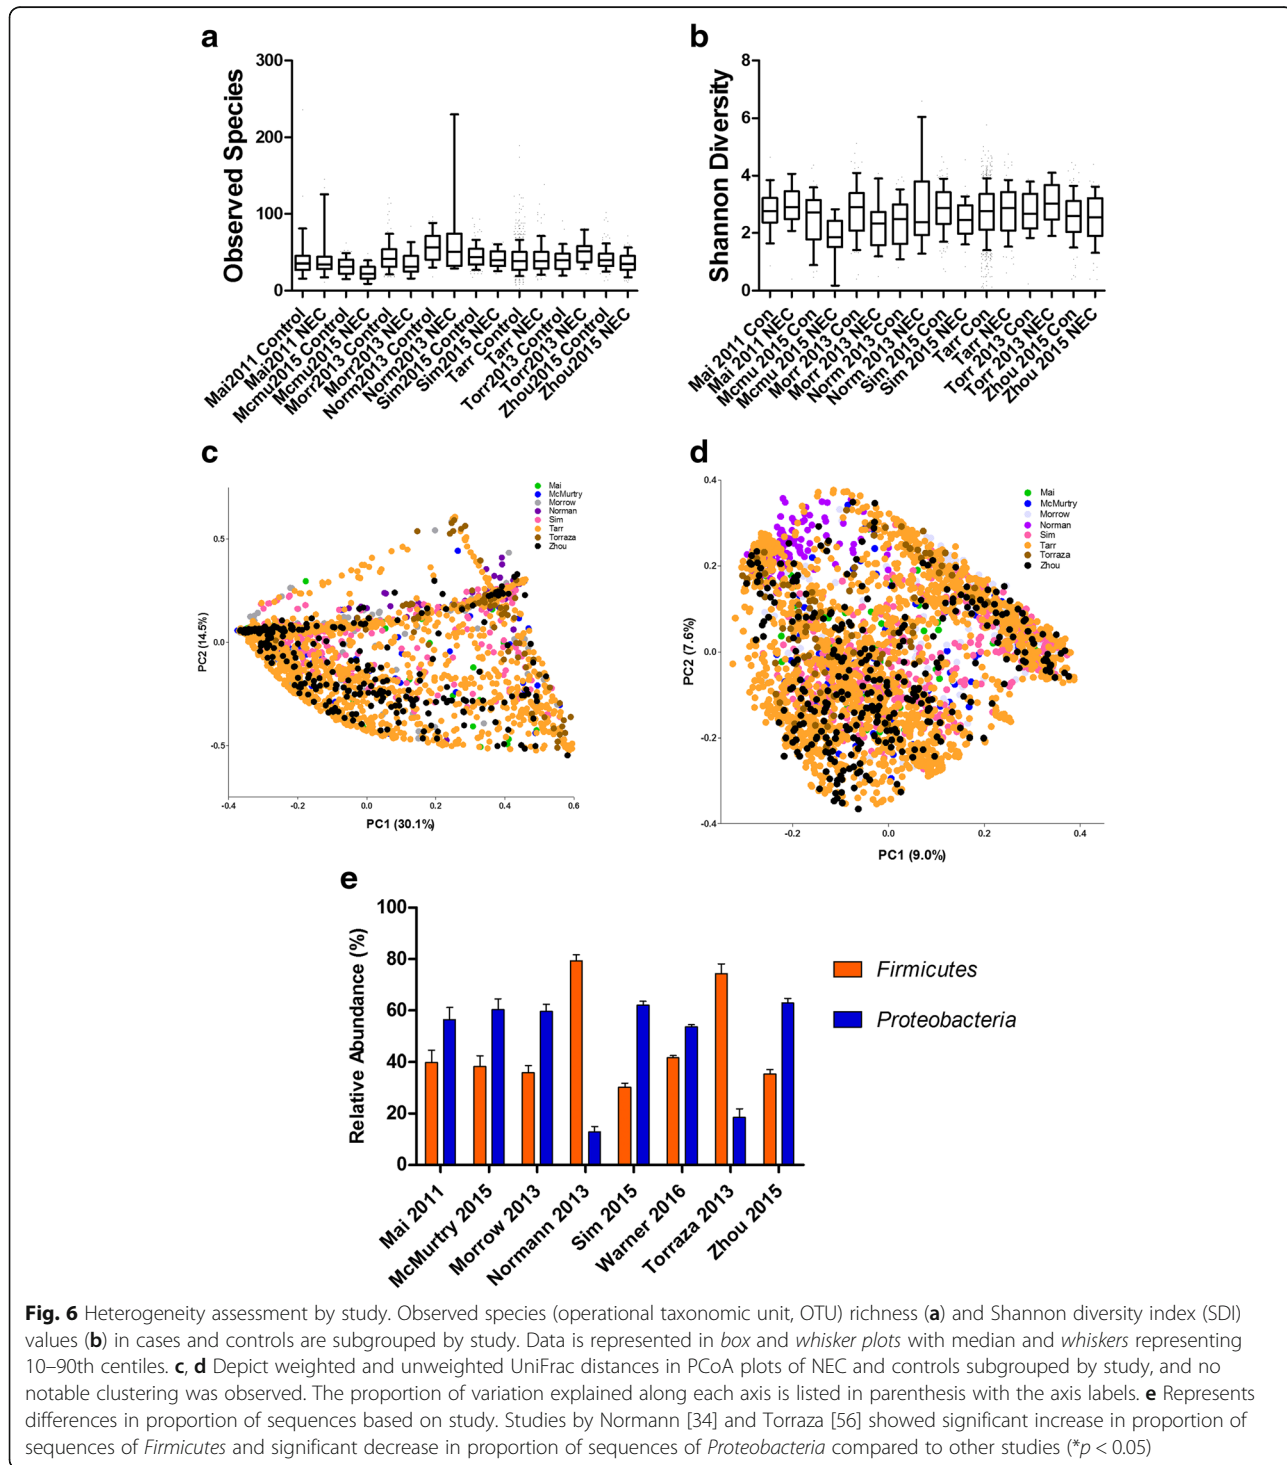 a
Observed Species
300
200
100
0
Mai2011 Control
Mai2011 NEC
Mcmu2015 Control
Mcmu2015 NEC
Morr2013 Control
Morr2013 NEC
Norm2013 Control
Norm2013 NEC
Sim2015 Control
Sim2015 NEC
Tarr Control
Tarr NEC
Torr2013 Control
Torr2013 NEC
Zhou2015 Control
Zhou2015 NEC
b
Shannon Diversity
8
6
4
2
0
Mai 2011 Con
Mai 2011 NEC
Mcmu 2015 Con
Mcmu 2015 NEC
Morr 2013 Con
Morr 2013 NEC
Norm 2013 Con
Norm 2013 NEC
Sim 2015 Con
Sim 2015 NEC
Tarr Con
Tarr NEC
Torr 2013 Con
Torr 2013 NEC
Zhou 2015 Con
Zhou 2015 NEC
c
Mai
McMurtry
Morrow
Norman
Sim
Tarr
Torraza
Zhou
PC2 (14.5%)
0.5
0.0
-0.5
-0.4
-0.2
0.0
0.2
0.4
0.6
PC1 (30.1%)
d
Mai
McMurtry
Morrow
Norman
Sim
Tarr
Torraza
Zhou
PC2 (7.6%)
0.4
0.2
0.0
-0.2
-0.4
-0.2
0.0
0.2
0.4
PC1 (9.0%)
e
Relative Abundance (%)
100
80
60
40
20
0
Mai 2011
McMurtry 2015
Morrow 2013
Normann 2013
Sim 2015
Warner 2016
Torraza 2013
Zhou 2015
Firmicutes
Proteobacteria
Fig. 6 Heterogeneity assessment by study. Observed species (operational taxonomic unit, OTU) richness (a) and Shannon diversity index (SDI)
values (b) in cases and controls are subgrouped by study. Data is represented in box and whisker plots with median and whiskers representing
10–90th centiles. c, d Depict weighted and unweighted UniFrac distances in PCoA plots of NEC and controls subgrouped by study, and no
notable clustering was observed. The proportion of variation explained along each axis is listed in parenthesis with the axis labels. e Represents
differences in proportion of sequences based on study. Studies by Normann [34] and Torraza [56] showed significant increase in proportion of
sequences of Firmicutes and significant decrease in proportion of sequences of Proteobacteria compared to other studies (*p < 0.05)